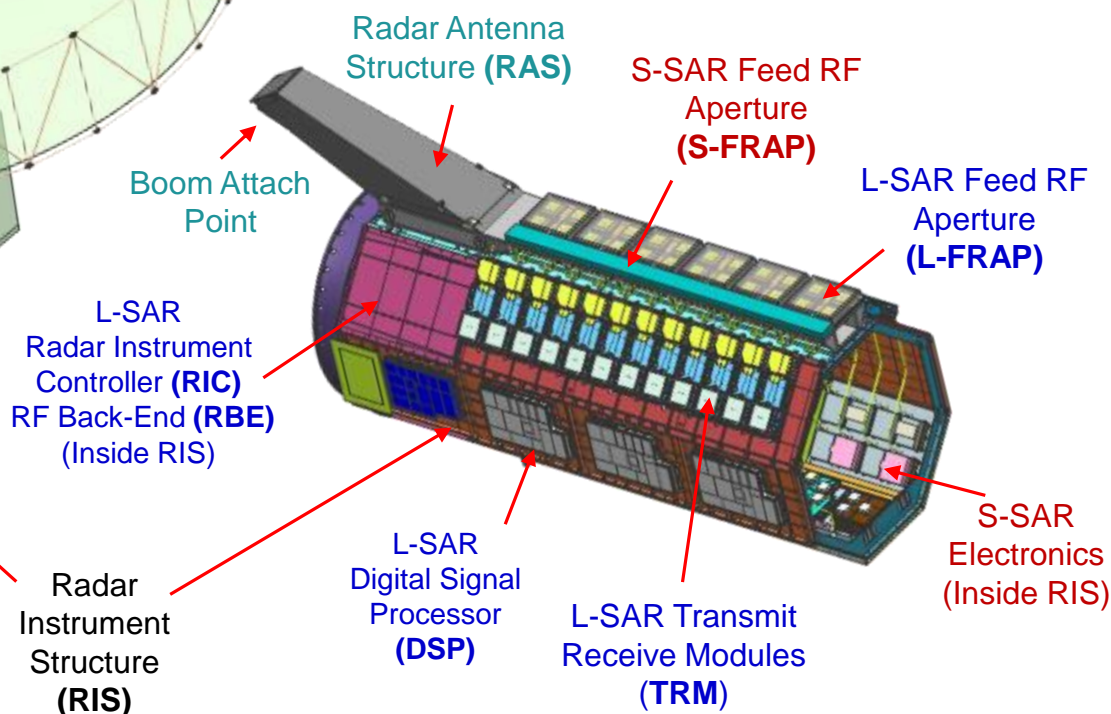 Radar Antenna
Structure (RAS)
S-SAR Feed RF
Aperture
(S-FRAP)
L-SAR Feed RF
Aperture
(L-FRAP)
Boom Attach
Point
L-SAR
Radar Instrument
Controller (RIC)
RF Back-End (RBE)
(Inside RIS)
Radar
Instrument
Structure
(RIS)
L-SAR
Digital Signal
Processor
(DSP)
L-SAR Transmit
Receive Modules
(TRM)
S-SAR
Electronics
(Inside RIS)